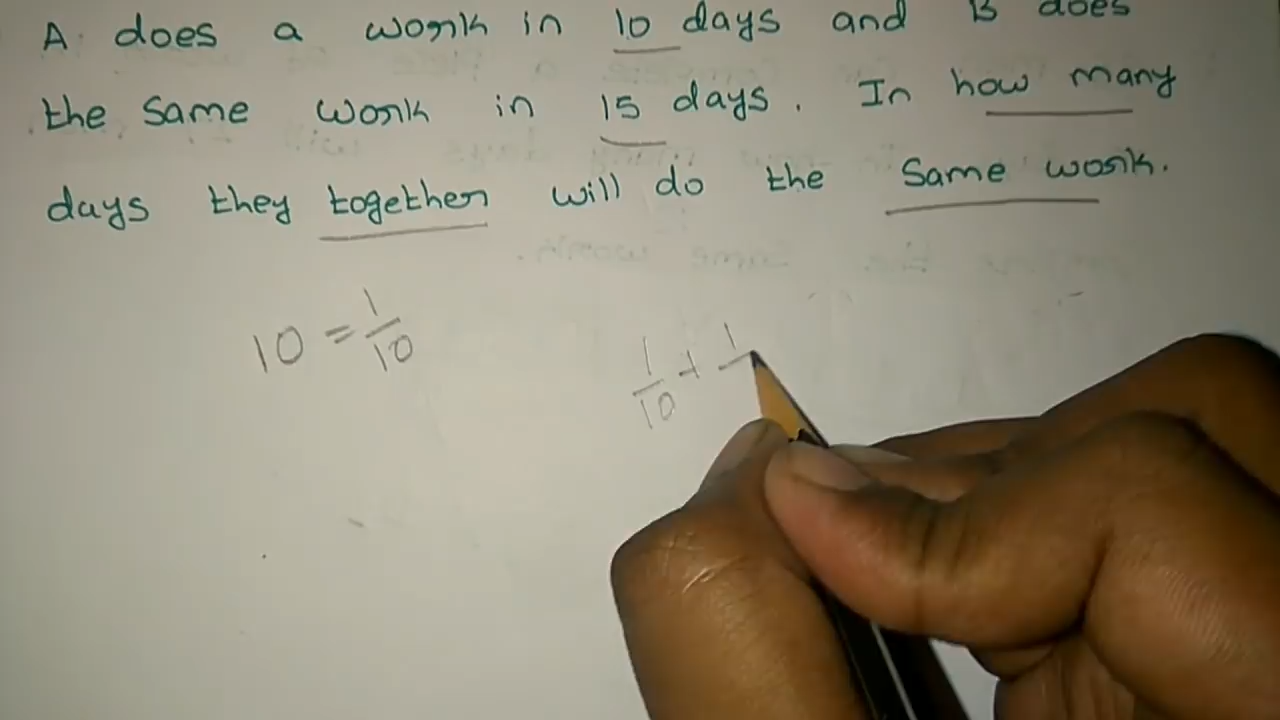 A does a work in 10 days and B does
the same work in 15 days. In how many
days they together will do the same work.
10 = 1/10
1/10 + 1/